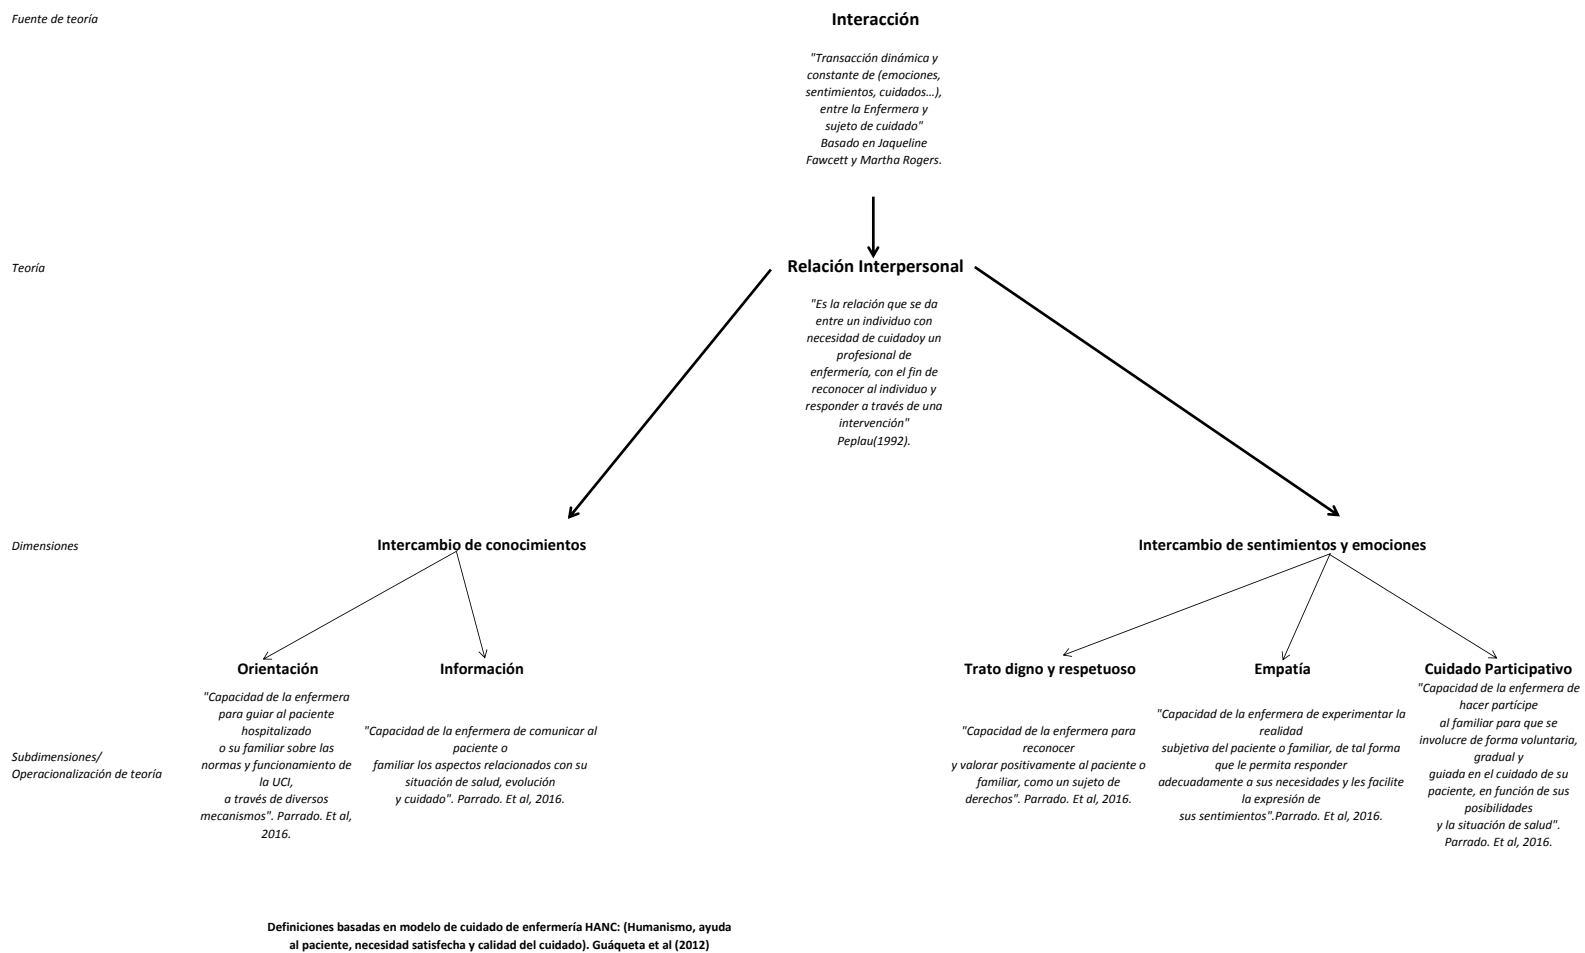 Fuente de teoría
Interacción
"Transacción dinámica y
constante de (emociones,
sentimientos, cuidados…),
entre la Enfermera y
sujeto de cuidado"
Basado en Jaqueline
Fawcett y Martha Rogers.
Teoría
Relación Interpersonal
"Es la relación que se da
entre un individuo con
necesidad de cuidadoy un
profesional de
enfermería, con el fin de
reconocer al individuo y
responder a través de una
intervención"
Peplau(1992).
Dimensiones
Intercambio de conocimientos
Intercambio de sentimientos y emociones
Subdimensiones/
Operacionalización de teoría
Orientación
"Capacidad de la enfermera
para guiar al paciente
hospitalizado
o su familiar sobre las
normas y funcionamiento de
la UCI,
a través de diversos
mecanismos". Parrado. Et al,
2016.
Información
"Capacidad de la enfermera de comunicar al
paciente o
familiar los aspectos relacionados con su
situación de salud, evolución
y cuidado". Parrado. Et al, 2016.
Trato digno y respetuoso
"Capacidad de la enfermera para
reconocer
y valorar positivamente al paciente o
familiar, como un sujeto de
derechos". Parrado. Et al, 2016.
Empatía
"Capacidad de la enfermera de experimentar la
realidad
subjetiva del paciente o familiar, de tal forma
que le permita responder
adecuadamente a sus necesidades y les facilite
la expresión de
sus sentimientos".Parrado. Et al, 2016.
Cuidado Participativo
"Capacidad de la enfermera de
hacer partícipe
al familiar para que se
involucre de forma voluntaria,
gradual y
guiada en el cuidado de su
paciente, en función de sus
posibilidades
y la situación de salud".
Parrado. Et al, 2016.
Definiciones basadas en modelo de cuidado de enfermería HANC: (Humanismo, ayuda
al paciente, necesidad satisfecha y calidad del cuidado). Guáqueta et al (2012)